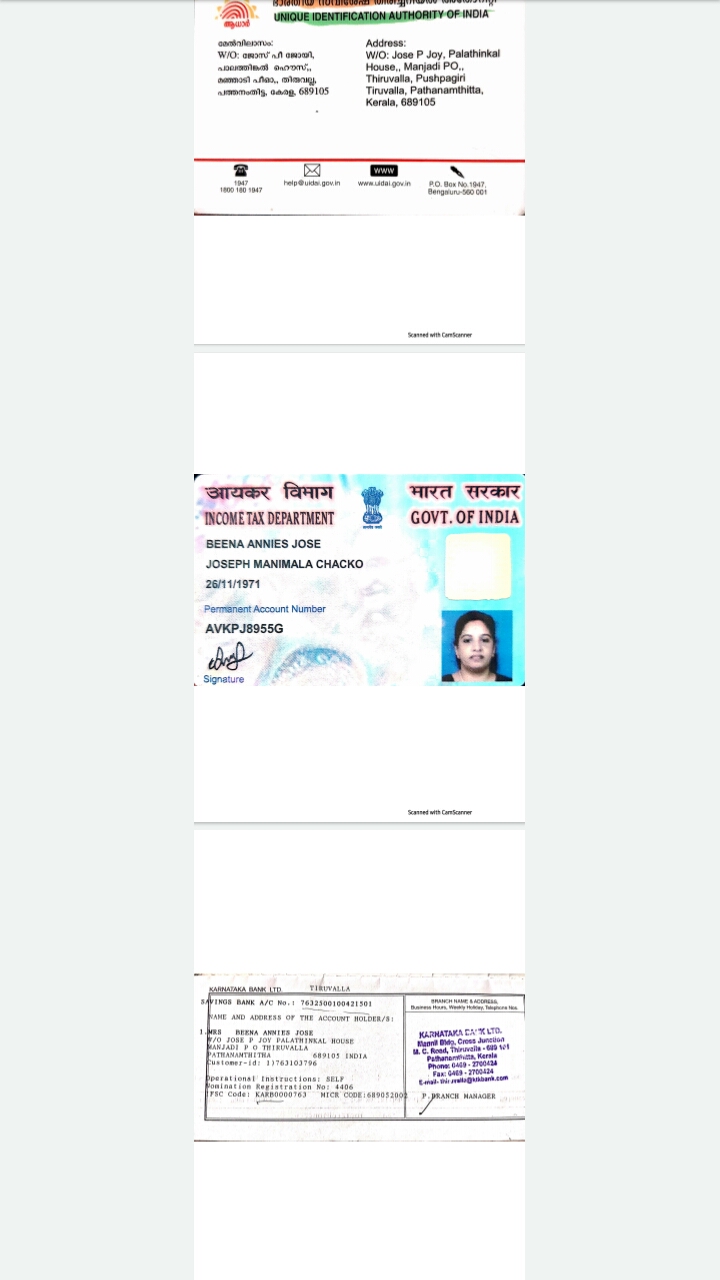 UNIQUE IDENTIFICATION AUTHORITY OF INDIA
ആധാർ
മേൽവിലാസം:
W/O: ജോസ് പി ജോയി,
പാലത്തിങ്കൽ ഹൌസ്,,
മഞ്ഞാടി പീഓ,, തിരുവല്ല,
പത്തനംതിട്ട, കേരള, 689105
Address:
W/O: Jose P Joy, Palathinkal
House,, Manjadi PO,,
Thiruvalla, Pushpagiri
Tiruvalla, Pathanamthitta,
Kerala, 689105
1947
1800 180 1947
help@uidai.gov.in
www
www.uidai.gov.in
P.O. Box No.1947,
Bengaluru-560 001
Scanned with CamScanner
आयकर विभाग
INCOME TAX DEPARTMENT
भारत सरकार
GOVT. OF INDIA
BEENA ANNIES JOSE
JOSEPH MANIMALA CHACKO
26/11/1971
Permanent Account Number
AVKPJ8955G
Signature
Scanned with CamScanner
KARNATAKA BANK LTD. TIRUVALLA
SAVINGS BANK A/C No.: 7632500100421501
NAME AND ADDRESS OF THE ACCOUNT HOLDER/S:
1.MRS BEENA ANNIES JOSE
W/O JOSE P JOY PALATHINKAL HOUSE
MANJADI P O THIRUVALLA
PATHANAMTHITHA 689105 INDIA
Customer-id: 1)763103796
Operational Instructions: SELF
Nomination Registration No: 4406
IFSC Code: KARB0000763 MICR CODE:689052002
BRANCH NAME & ADDRESS,
Business Hours, Weekly Holiday, Telephone Nos.
KARNATAKA BANK LTD.
Mannil Bldg, Cross Junction
M. C. Road, Thiruvalla - 689 101
Pathanamthitta, Kerala
Phone: 0469 - 2700424
Fax: 0469 - 2700424
P.BRANCH MANAGER